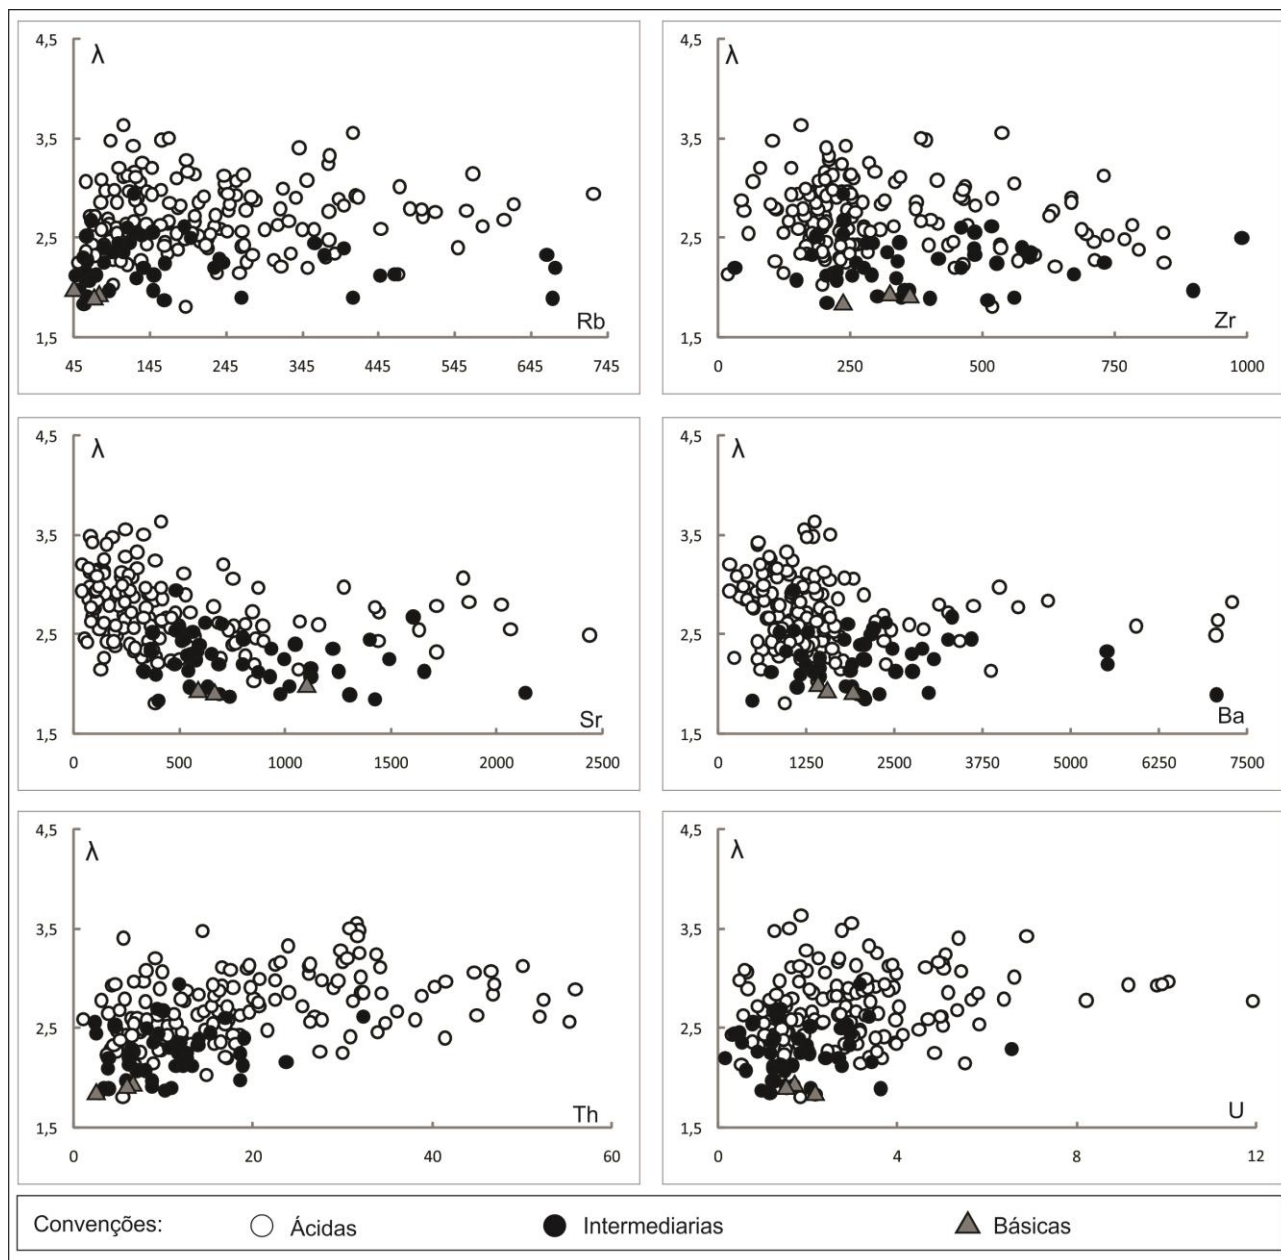 4,5
λ
3,5
2,5
1,5
Rb
45 145 245 345 445 545 645 745
4,5
λ
3,5
2,5
1,5
Zr
0 250 500 750 1000
4,5
λ
3,5
2,5
1,5
Sr
0 500 1000 1500 2000 2500
4,5
λ
3,5
2,5
1,5
Ba
0 1250 2500 3750 5000 6250 7500
4,5
λ
3,5
2,5
1,5
Th
0 20 40 60
4,5
λ
3,5
2,5
1,5
U
0 4 8 12
Convenções: Ácidas Intermediarias Básicas